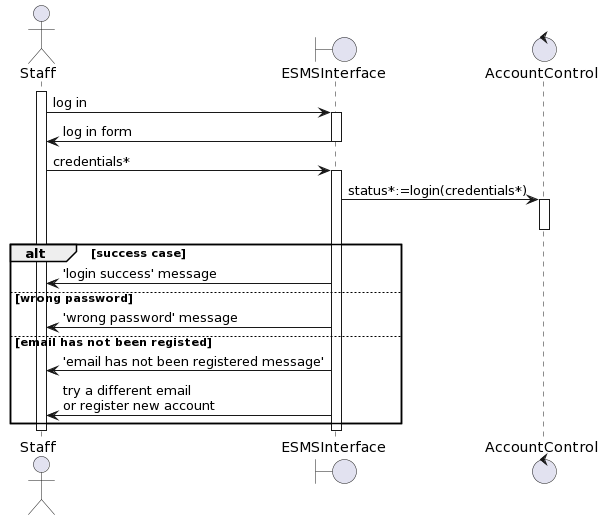 Staff
ESMSInterface
AccountControl
log in
log in form
credentials*
status*:=login(credentials*)
alt
[success case]
'login success' message
[wrong password]
'wrong password' message
[email has not been registed]
'email has not been registered message'
try a different email
or register new account
Staff
ESMSInterface
AccountControl